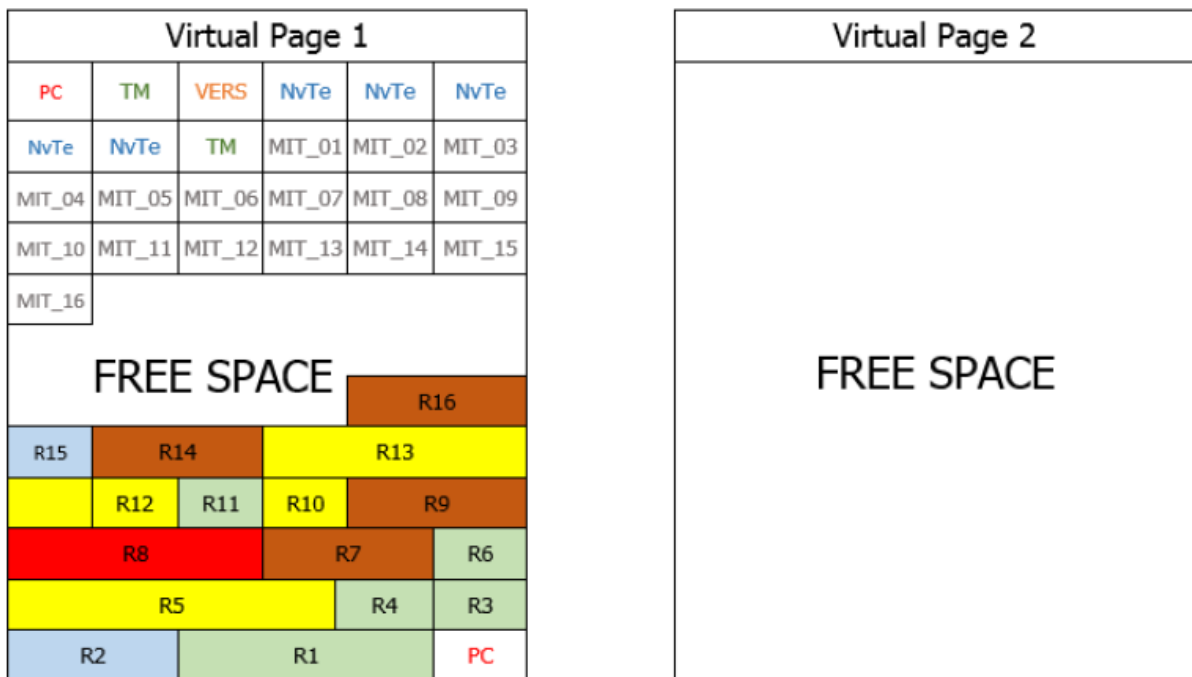 Virtual Page 1
PC TM VERS NvTe NvTe NvTe
NvTe NvTe TM MIT_01 MIT_02 MIT_03
MIT_04 MIT_05 MIT_06 MIT_07 MIT_08 MIT_09
MIT_10 MIT_11 MIT_12 MIT_13 MIT_14 MIT_15
MIT_16
FREE SPACE
R16
R15 R14 R13
R12 R11 R10 R9
R8 R7 R6
R5 R4 R3
R2 R1 PC
Virtual Page 2
FREE SPACE